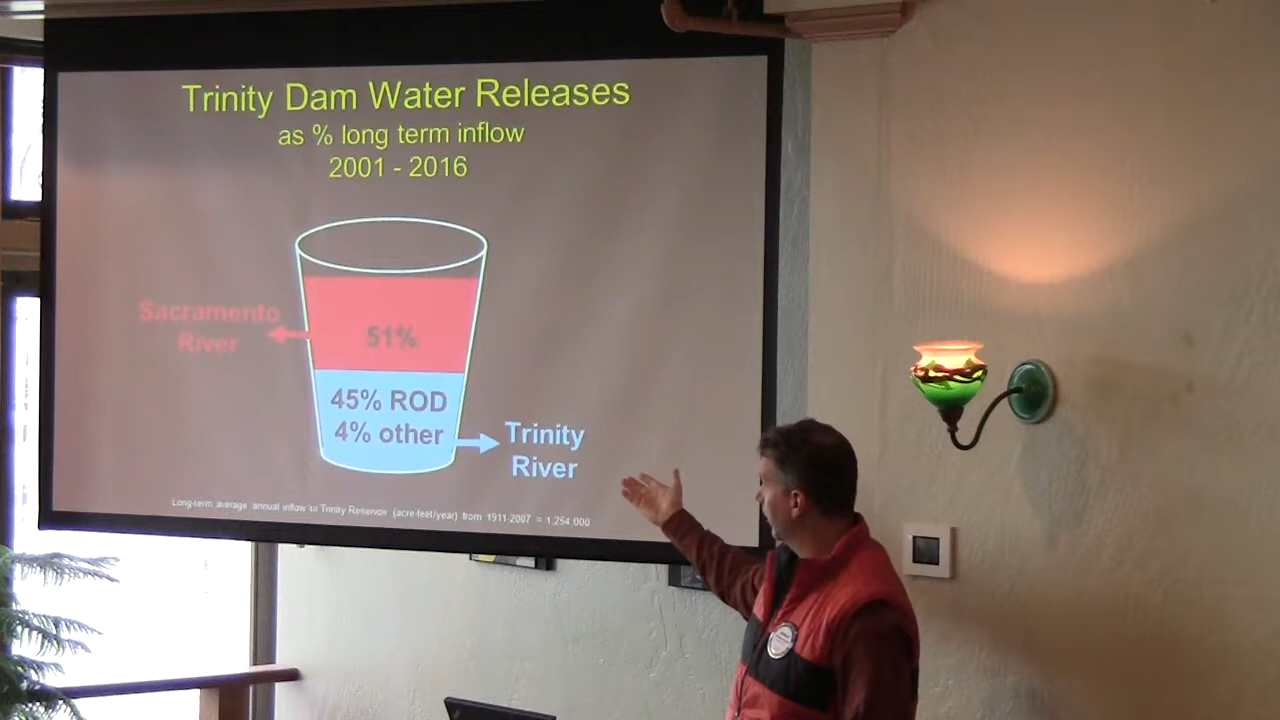 Trinity Dam Water Releases
as % long term inflow
2001 - 2016
Sacramento
River
51%
45% ROD
4% other
Trinity
River
Long-term average annual inflow to Trinity Reservoir (acre-feet/year) from 1911-2007 = 1,254,000